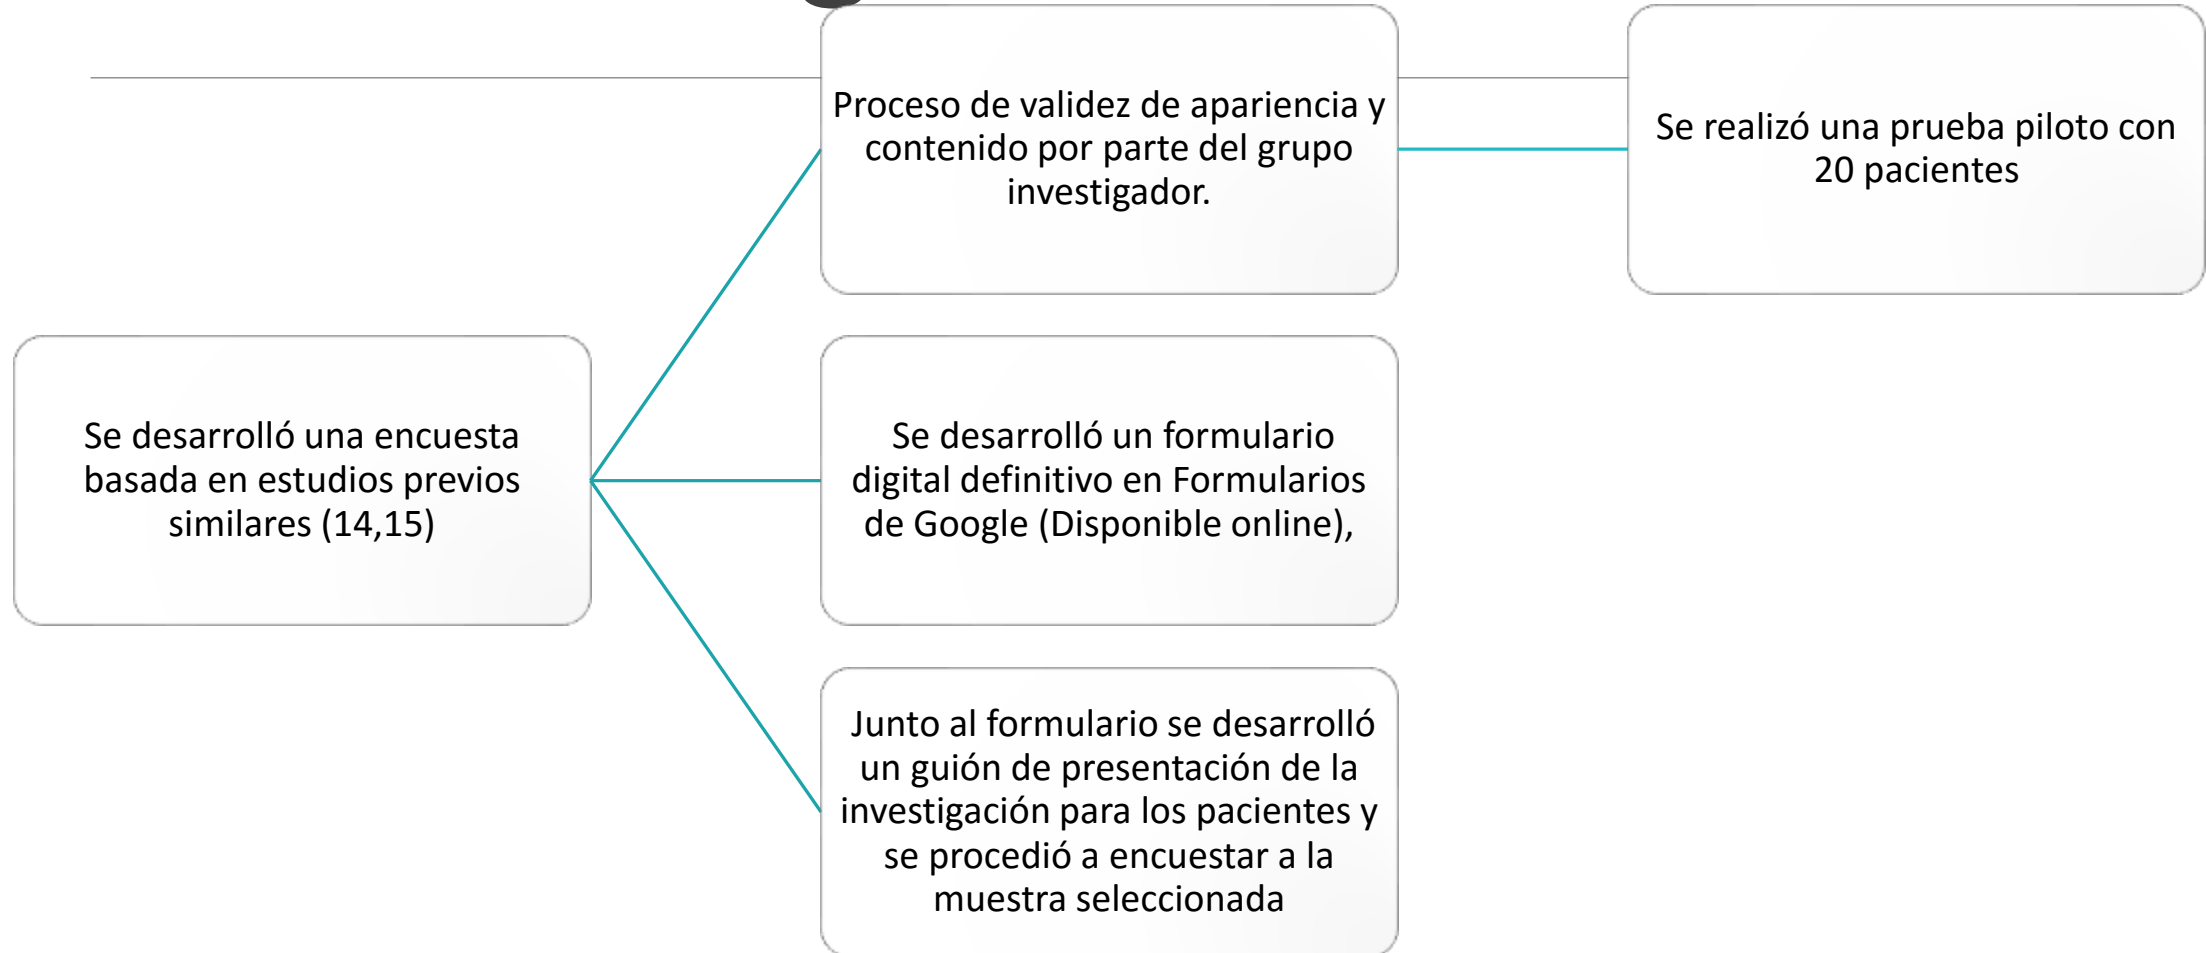 Proceso de validez de apariencia y
contenido por parte del grupo
investigador.
Se realizó una prueba piloto con
20 pacientes
Se desarrolló una encuesta
basada en estudios previos
similares (14,15)
Se desarrolló un formulario
digital definitivo en Formularios
de Google (Disponible online),
Junto al formulario se desarrolló
un guión de presentación de la
investigación para los pacientes y
se procedió a encuestar a la
muestra seleccionada